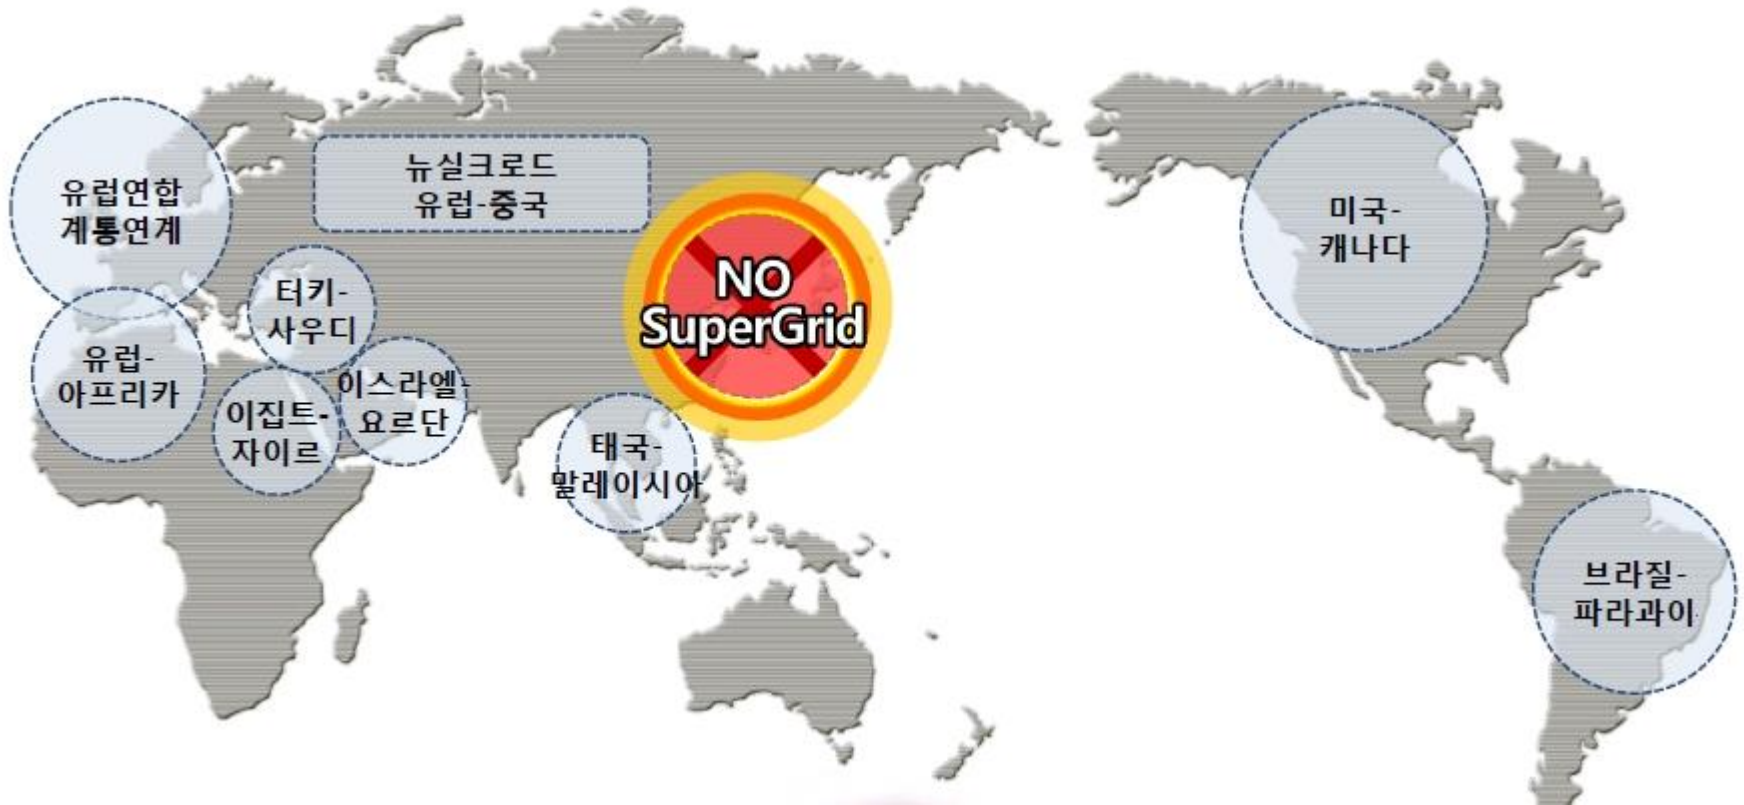 유럽연합
계통연계
뉴실크로드
유럽-중국
터키-
사우디
유럽-
아프리카
이집트-
자이르
이스라엘-
요르단
NO
SuperGrid
태국-
말레이시아
미국-
캐나다
브라질-
파라과이